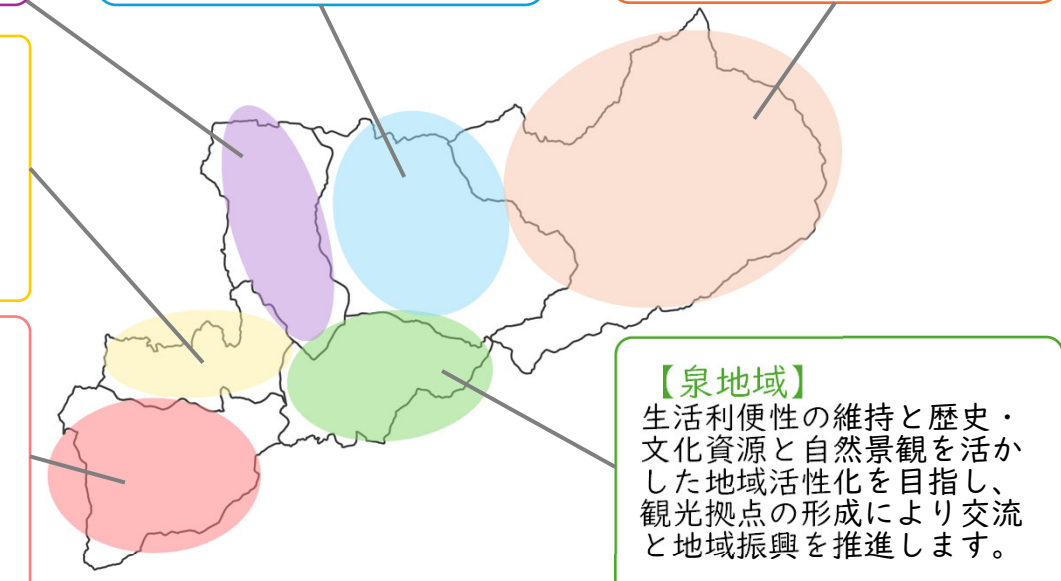 【泉地域】
生活利便性の維持と歴史・
文化資源と自然景観を活か
した地域活性化を目指し、
観光拠点の形成により交流
と地域振興を推進します。